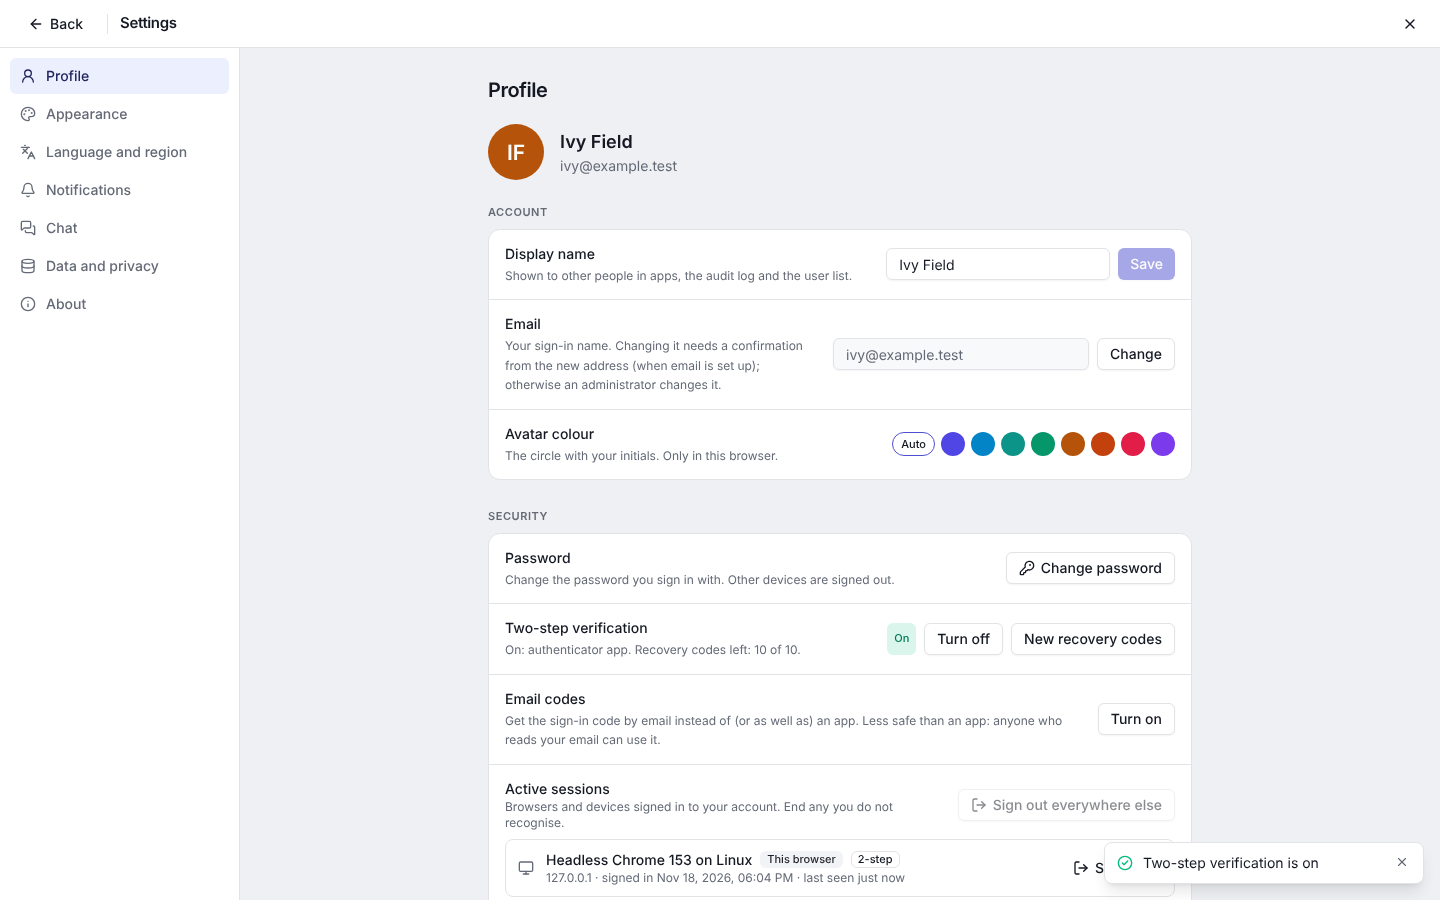 Back
Settings
Profile
Appearance
Language and region
Notifications
Chat
Data and privacy
About
Profile
IF
Ivy Field
ivy@example.test
ACCOUNT
Display name
Shown to other people in apps, the audit log and the user list.
Ivy Field
Save
Email
Your sign-in name. Changing it needs a confirmation
from the new address (when email is set up);
otherwise an administrator changes it.
ivy@example.test
Change
Avatar colour
The circle with your initials. Only in this browser.
Auto
SECURITY
Password
Change the password you sign in with. Other devices are signed out.
Change password
Two-step verification
On: authenticator app. Recovery codes left: 10 of 10.
On
Turn off
New recovery codes
Email codes
Get the sign-in code by email instead of (or as well as) an app. Less safe than an app: anyone who
reads your email can use it.
Turn on
Active sessions
Browsers and devices signed in to your account. End any you do not
recognise.
Sign out everywhere else
Headless Chrome 153 on Linux
This browser
2-step
127.0.0.1 · signed in Nov 18, 2026, 06:04 PM · last seen just now
Two-step verification is on